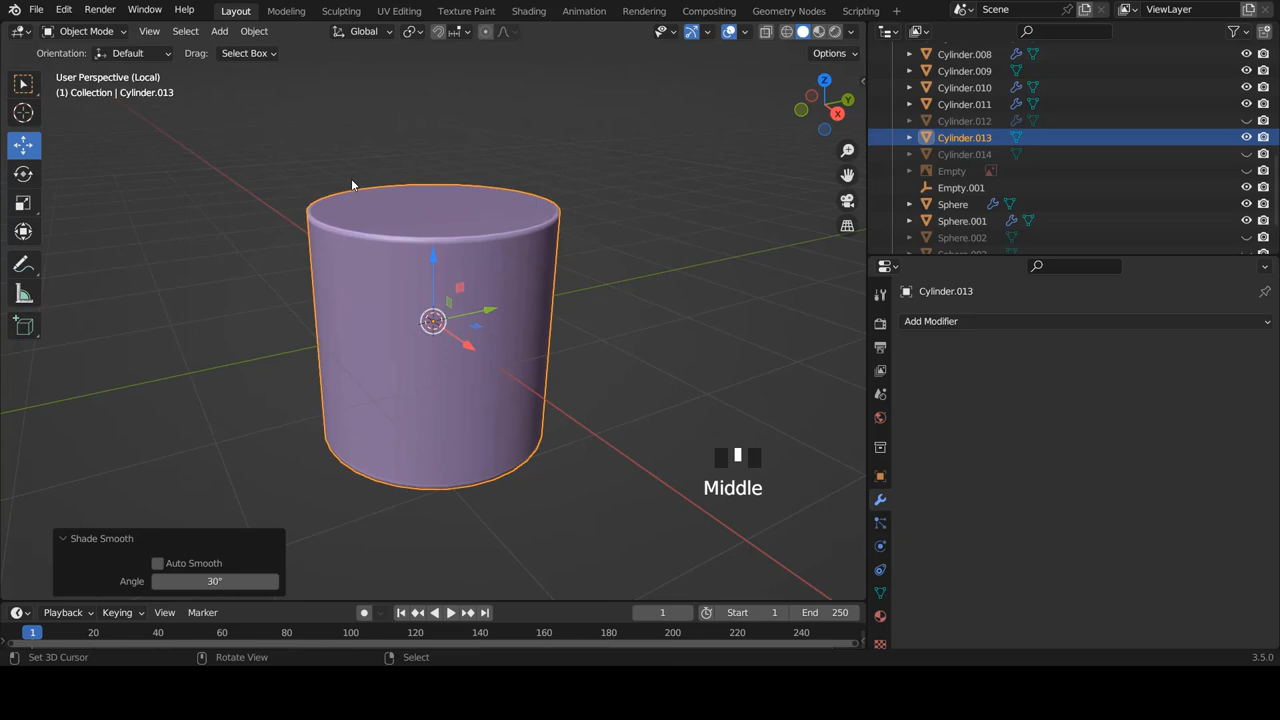 File Edit Render Window Help Layout Modeling Sculpting UV Editing Texture Paint Shading Animation Rendering Compositing Geometry Nodes Scripting + Scene ViewLayer
Object Mode View Select Add Object Global
Orientation: Default Drag: Select Box Options
User Perspective (Local)
(1) Collection | Cylinder.013
Z
Y
X
Cylinder.008
Cylinder.009
Cylinder.010
Cylinder.011
Cylinder.012
Cylinder.013
Cylinder.014
Empty
Empty.001
Sphere
Sphere.001
Sphere.002
Cylinder.013
Add Modifier
Middle
Shade Smooth
Auto Smooth
Angle 30°
Playback Keying View Marker 1 Start 1 End 250
1 20 40 60 80 100 120 140 160 180 200 220 240
Set 3D Cursor Rotate View Select 3.5.0